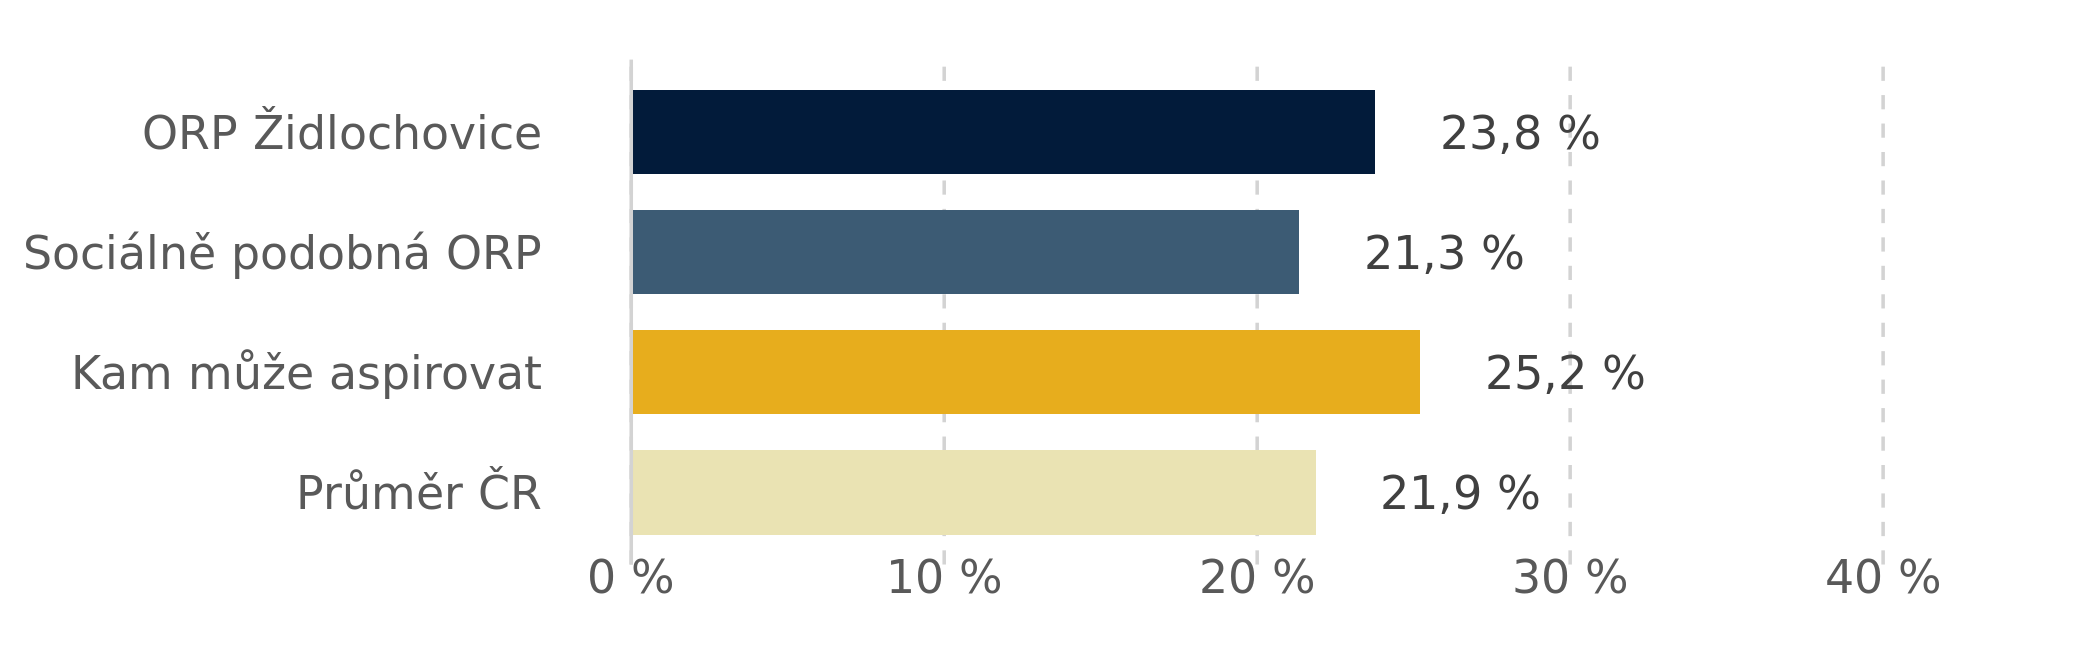 ORP Židlochovice 23,8 %
Sociálně podobná ORP 21,3 %
Kam může aspirovat 25,2 %
Průměr ČR 21,9 %
0 % 10 % 20 % 30 % 40 %